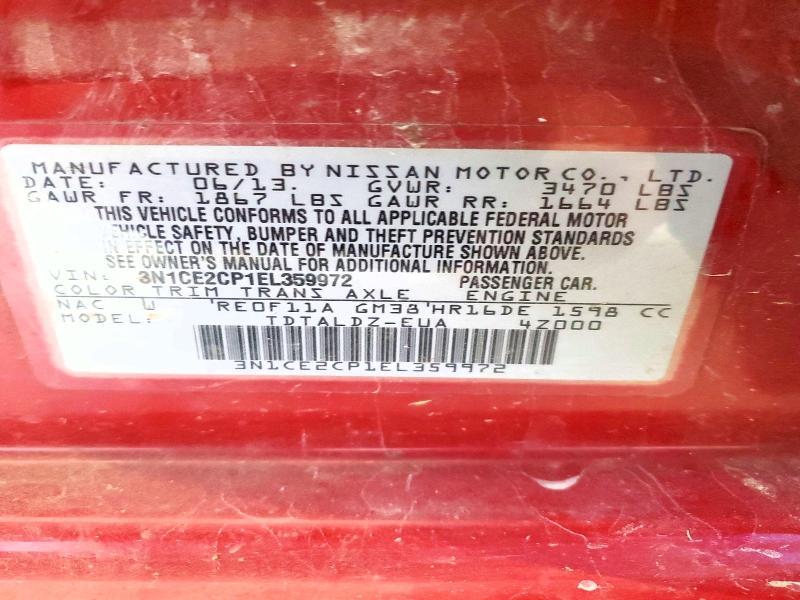 MANUFACTURED BY NISSAN MOTOR CO., LTD.
DATE: 06/13. GVWR: 3470 LBS
GAWR FR: 1867 LBS GAWR RR: 1664 LBS
THIS VEHICLE CONFORMS TO ALL APPLICABLE FEDERAL MOTOR
VEHICLE SAFETY, BUMPER AND THEFT PREVENTION STANDARDS
IN EFFECT ON THE DATE OF MANUFACTURE SHOWN ABOVE.
SEE OWNER'S MANUAL FOR ADDITIONAL INFORMATION.
VIN: 3N1CE2CP1EL359972 PASSENGER CAR.
COLOR TRIM TRANS AXLE ENGINE
NAC W 'RE0F11A GM38'HR16DE 1598 CC
MODEL: TDTALDZ-EUA 4Z000
3N1CE2CP1EL359972